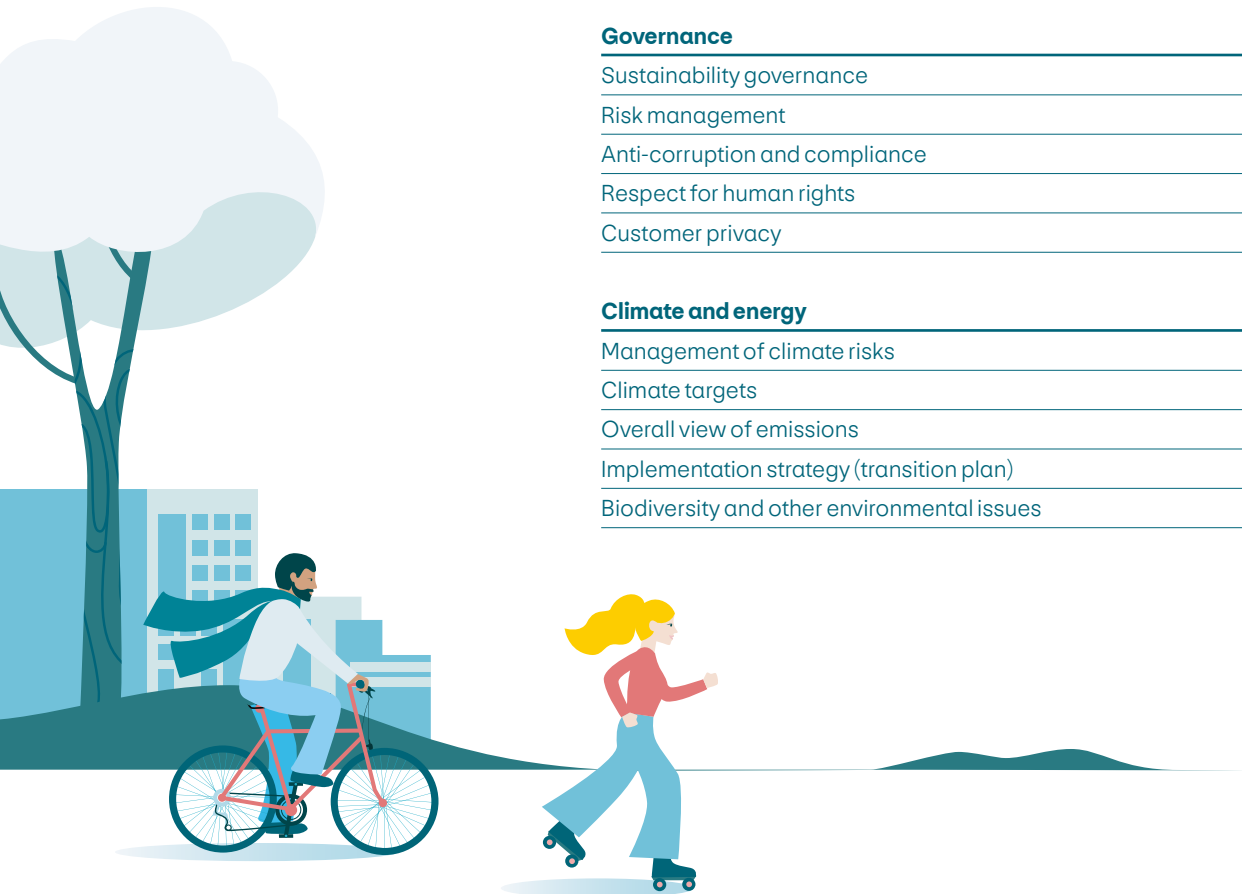 Governance
Sustainability governance
Risk management
Anti-corruption and compliance
Respect for human rights
Customer privacy
Climate and energy
Management of climate risks
Climate targets
Overall view of emissions
Implementation strategy (transition plan)
Biodiversity and other environmental issues